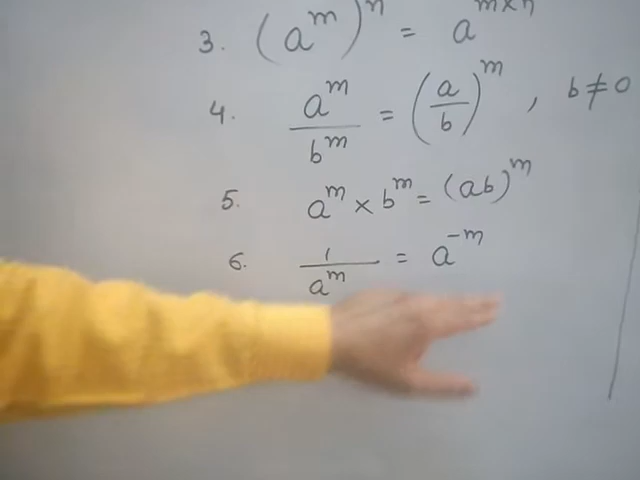 3. (a^m)^n = a^{m×n}
4. a^m/b^m = (a/b)^m , b≠0
5. a^m × b^m = (ab)^m
6. 1/a^m = a^{-m}